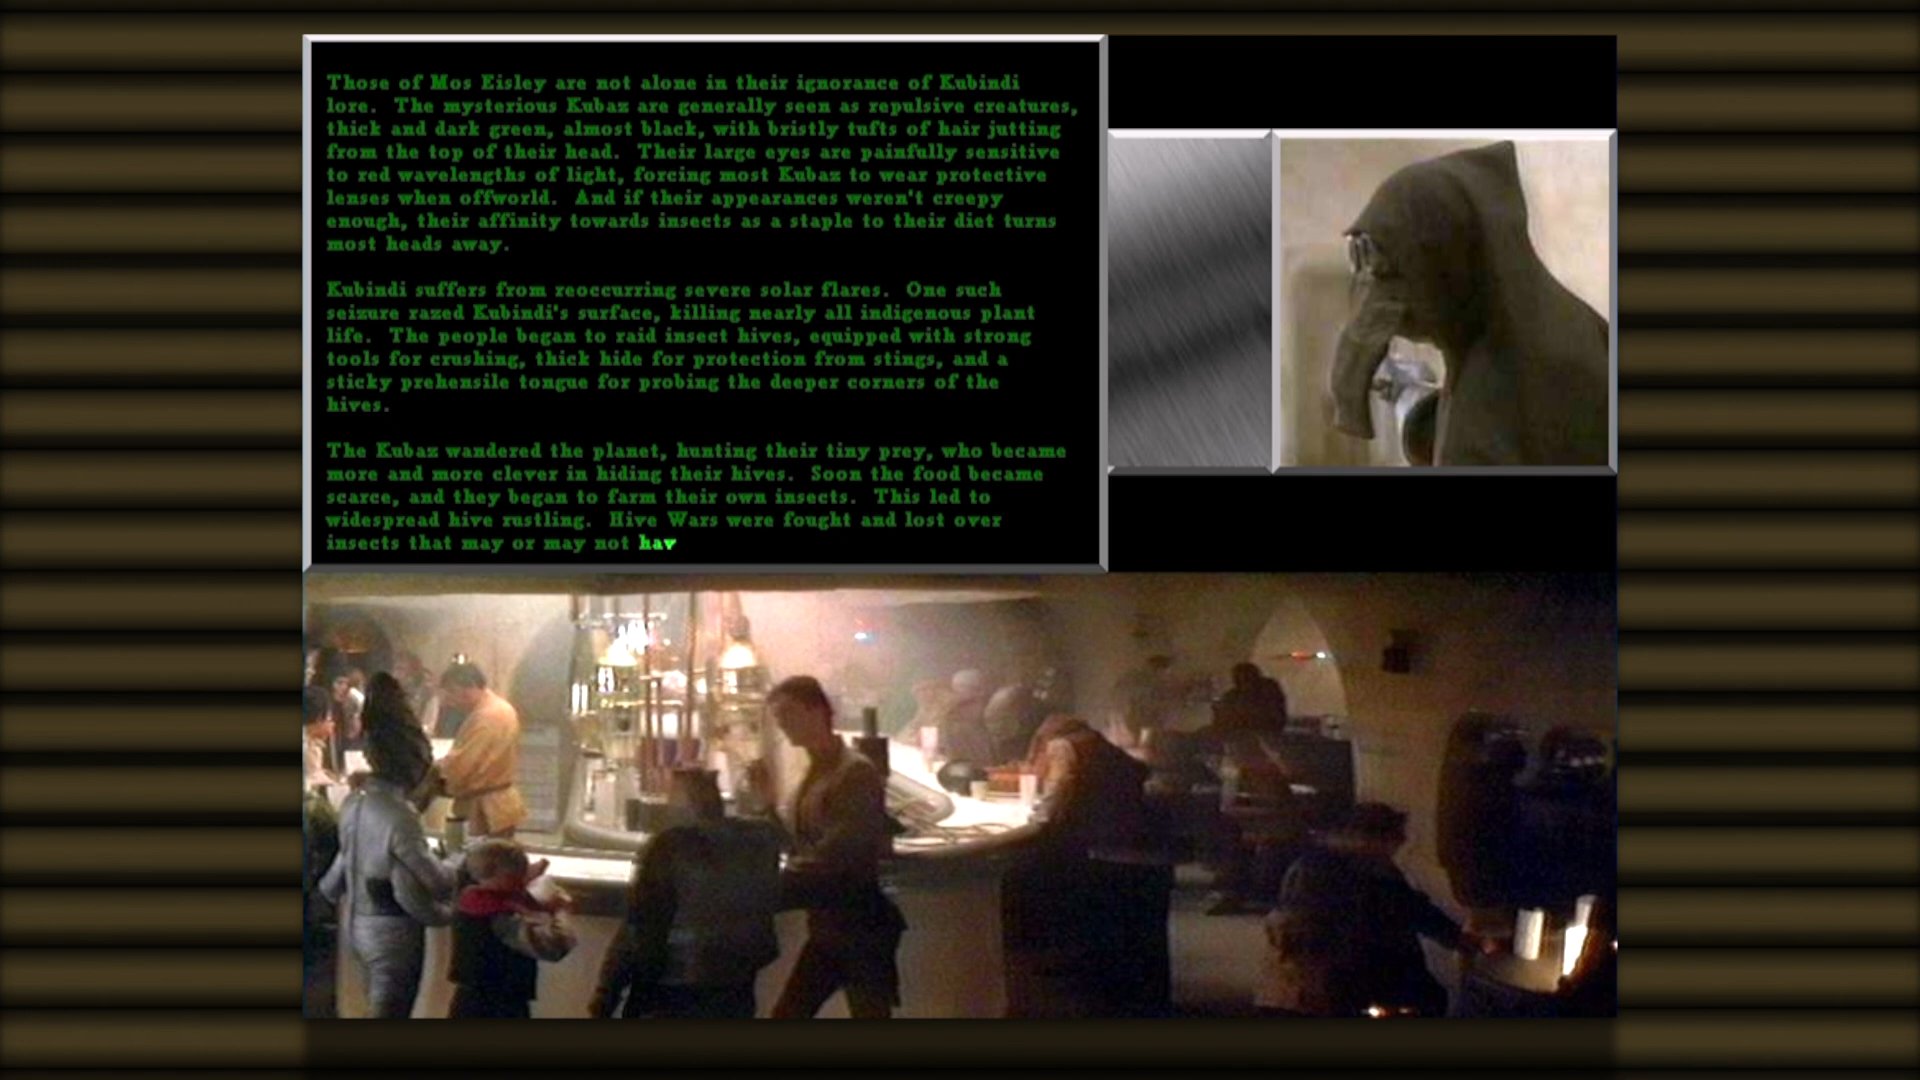 Those of Mos Eisley are not alone in their ignorance of Kubindi
lore.  The mysterious Kubaz are generally seen as repulsive creatures,
thick and dark green, almost black, with bristly tufts of hair jutting
from the top of their head.  Their large eyes are painfully sensitive
to red wavelengths of light, forcing most Kubaz to wear protective
lenses when offworld.  And if their appearances weren't creepy
enough, their affinity towards insects as a staple to their diet turns
most heads away.
Kubindi suffers from reoccurring severe solar flares.  One such
seizure razed Kubindi's surface, killing nearly all indigenous plant
life.  The people began to raid insect hives, equipped with strong
tools for crushing, thick hide for protection from stings, and a
sticky prehensile tongue for probing the deeper corners of the
hives.
The Kubaz wandered the planet, hunting their tiny prey, who became
more and more clever in hiding their hives.  Soon the food became
scarce, and they began to farm their own insects.  This led to
widespread hive rustling.  Hive Wars were fought and lost over
insects that may or may not hav